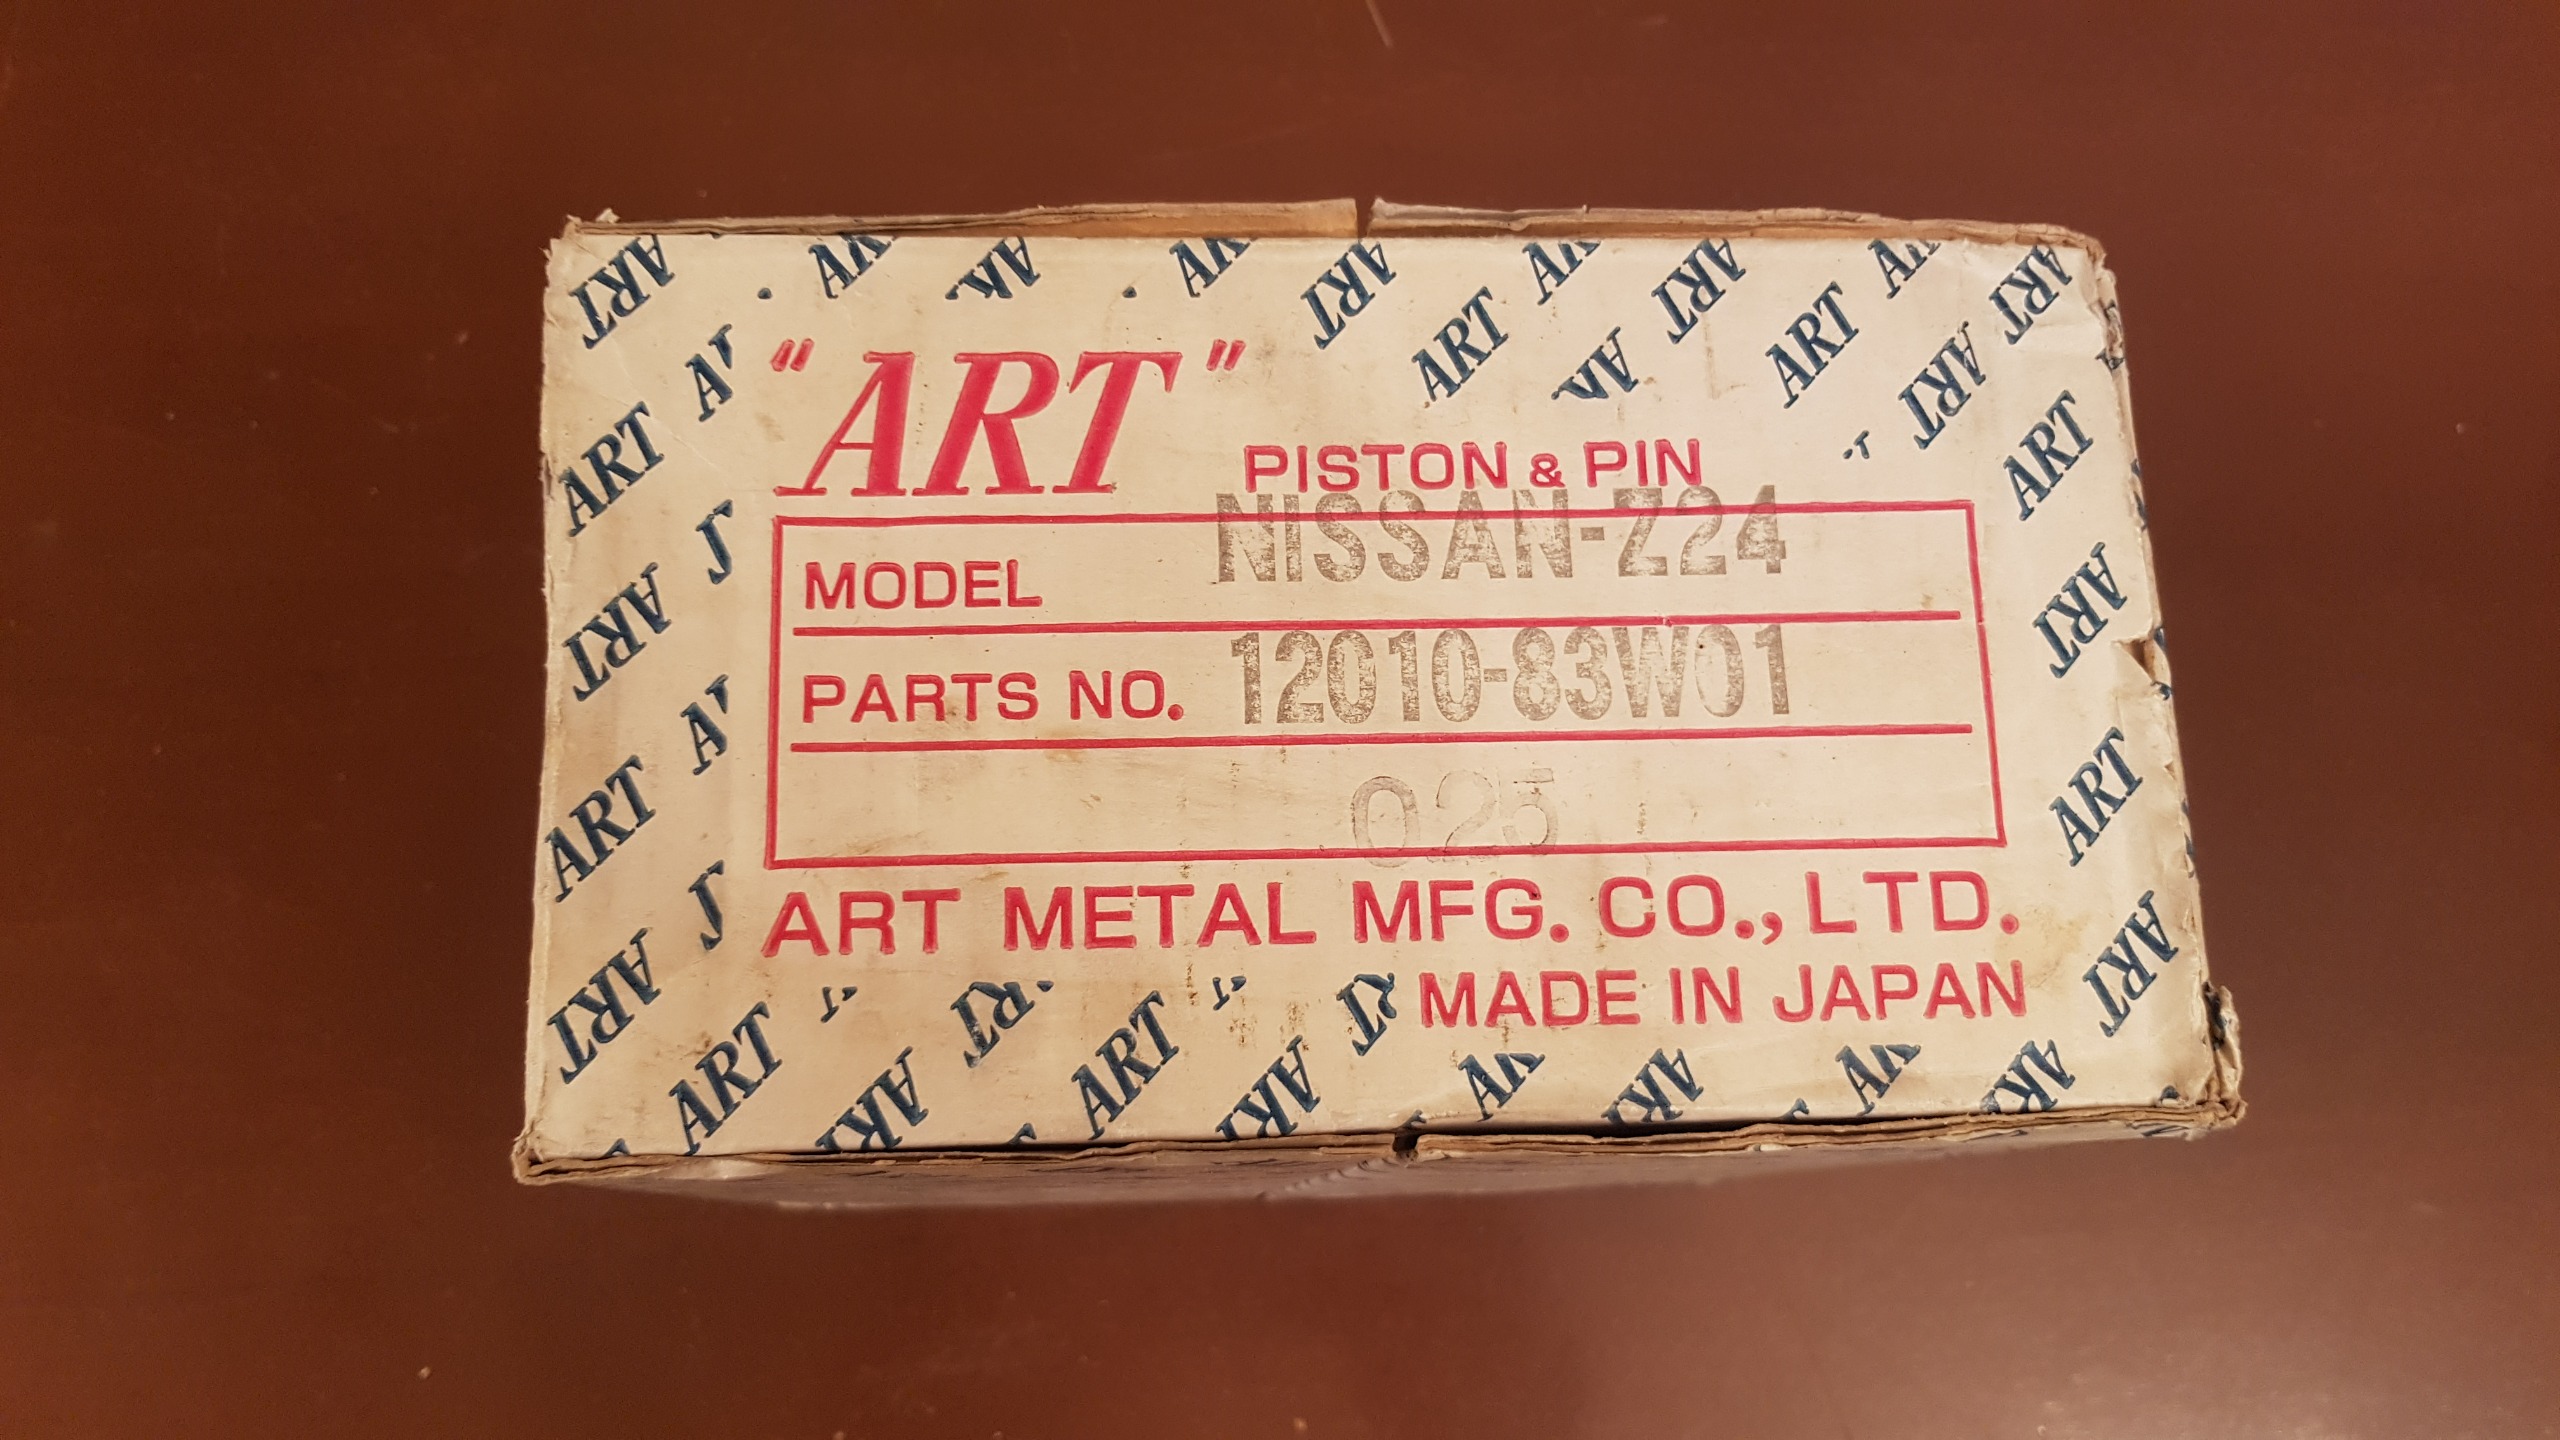 "ART" PISTON & PIN
MODEL NISSAN-Z24
PARTS NO. 12010-83W01
025
ART METAL MFG. CO., LTD.
MADE IN JAPAN